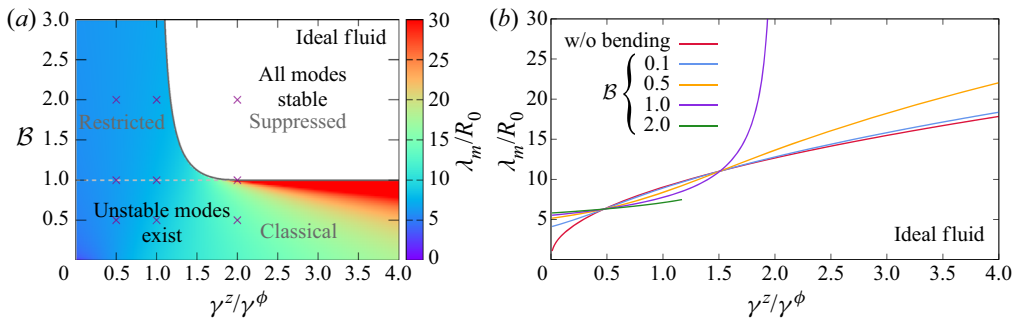 (a)
3.0
2.5
2.0
1.5
1.0
0.5
0
ℬ
Ideal fluid
All modes
stable
Suppressed
Restricted
Unstable modes
exist
Classical
0.5 1.0 1.5 2.0 2.5 3.0 3.5 4.0
γ^z/γ^ϕ
30
25
20
15
10
5
0
λ_m/R_0
(b)
30
25
20
15
10
5
0
λ_m/R_0
w/o bending
ℬ
0.1
0.5
1.0
2.0
Ideal fluid
0.5 1.0 1.5 2.0 2.5 3.0 3.5 4.0
γ^z/γ^ϕ